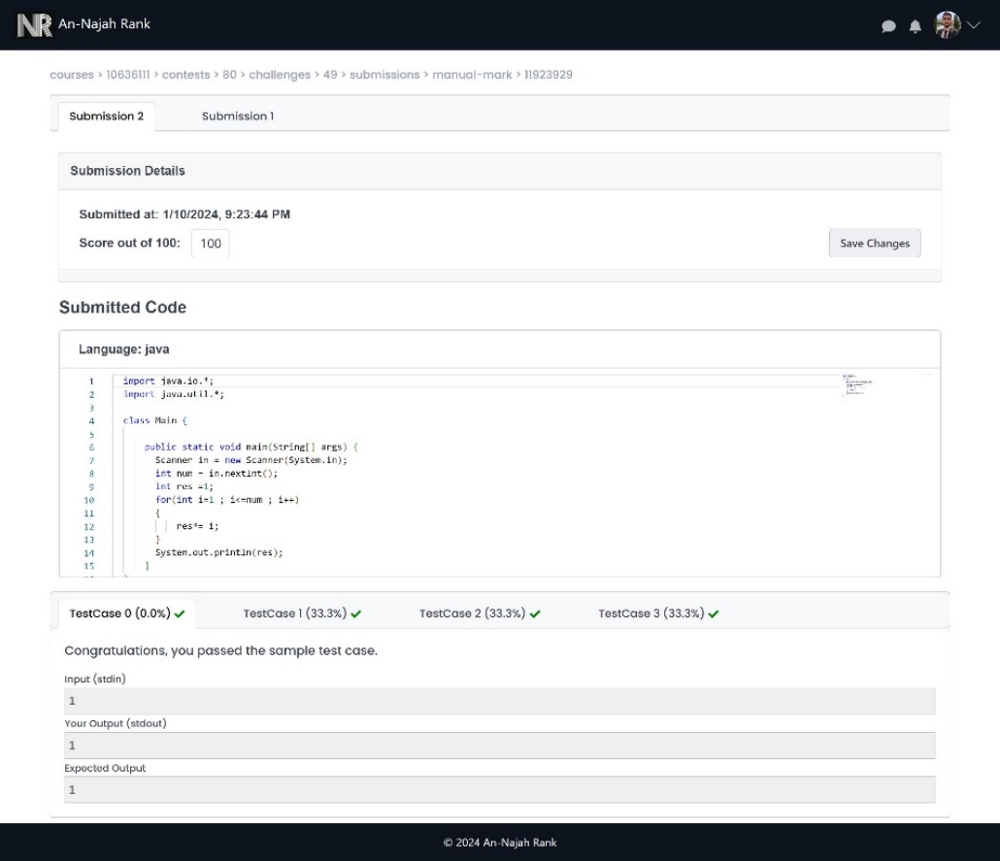 NR An-Najah Rank
courses > 10636111 > contests > 80 > challenges > 49 > submissions > manual-mark > 11923929
Submission 2 Submission 1
Submission Details
Submitted at: 1/10/2024, 9:23:44 PM
Score out of 100: 100 Save Changes
Submitted Code
Language: java
1 import java.io.*;
2 import java.util.*;
3
4 class Main {
5
6 public static void main(String[] args) {
7 Scanner in = new Scanner(System.in);
8 int num = in.nextInt();
9 int res =1;
10 for(int i=1 ; i<=num ; i++)
11 {
12 res*= i;
13 }
14 System.out.println(res);
15 }
TestCase 0 (0.0%) ✔ TestCase 1 (33.3%) ✔ TestCase 2 (33.3%) ✔ TestCase 3 (33.3%) ✔
Congratulations, you passed the sample test case.
Input (stdin)
1
Your Output (stdout)
1
Expected Output
1
© 2024 An-Najah Rank